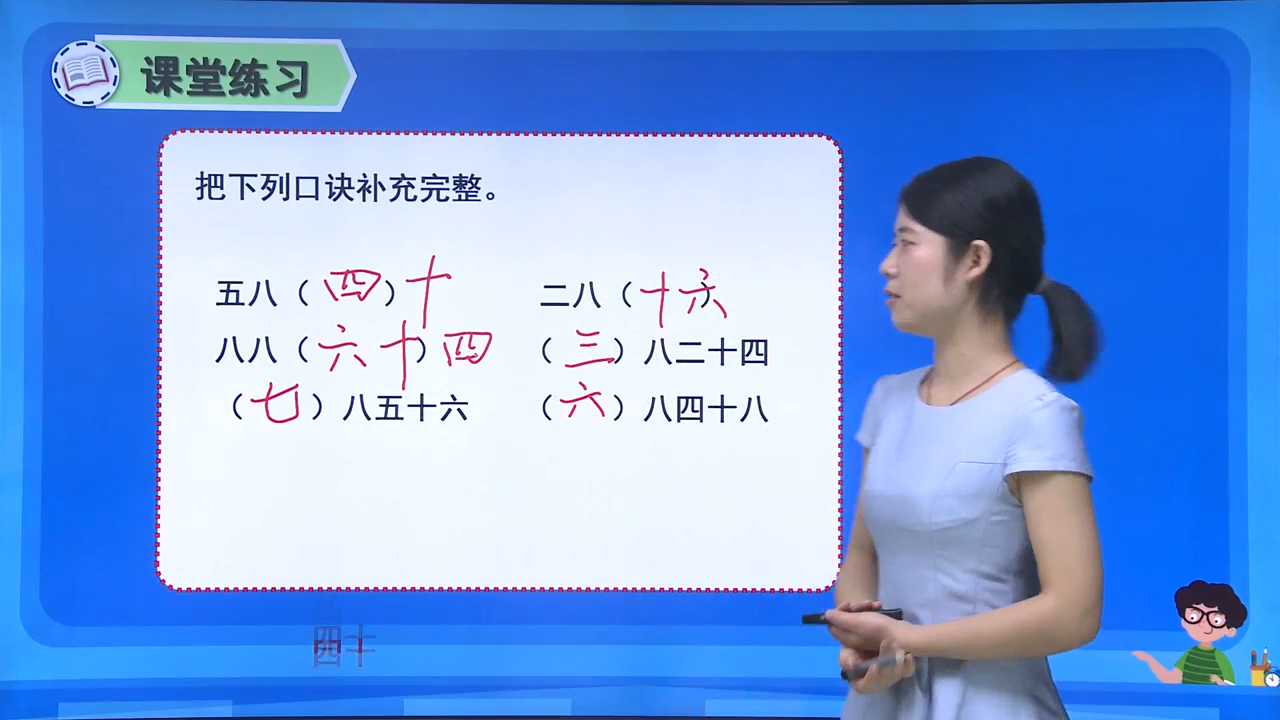 课堂练习
把下列口诀补充完整。
五八（四）十 二八（十六）
八八（六十）四 （三）八二十四
（七）八五十六 （六）八四十八
四十